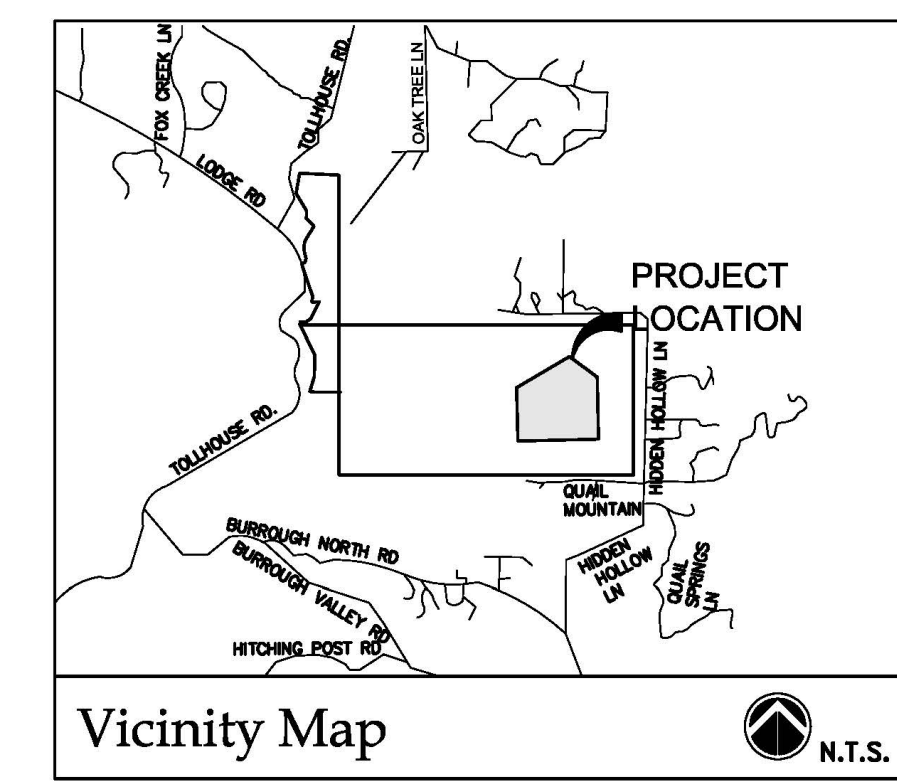 FOX CREEK LN
TOLLHOUSE RD.
OAK TREE LN
LODGE RD
PROJECT
LOCATION
HIDDEN HOLLOW LN
TOLLHOUSE RD.
QUAIL
MOUNTAIN
BURROUGH NORTH RD
BURROUGH VALLEY RD
HIDDEN
HOLLOW
LN
QUAIL
SPRINGS
LN
HITCHING POST RD
Vicinity Map
N.T.S.